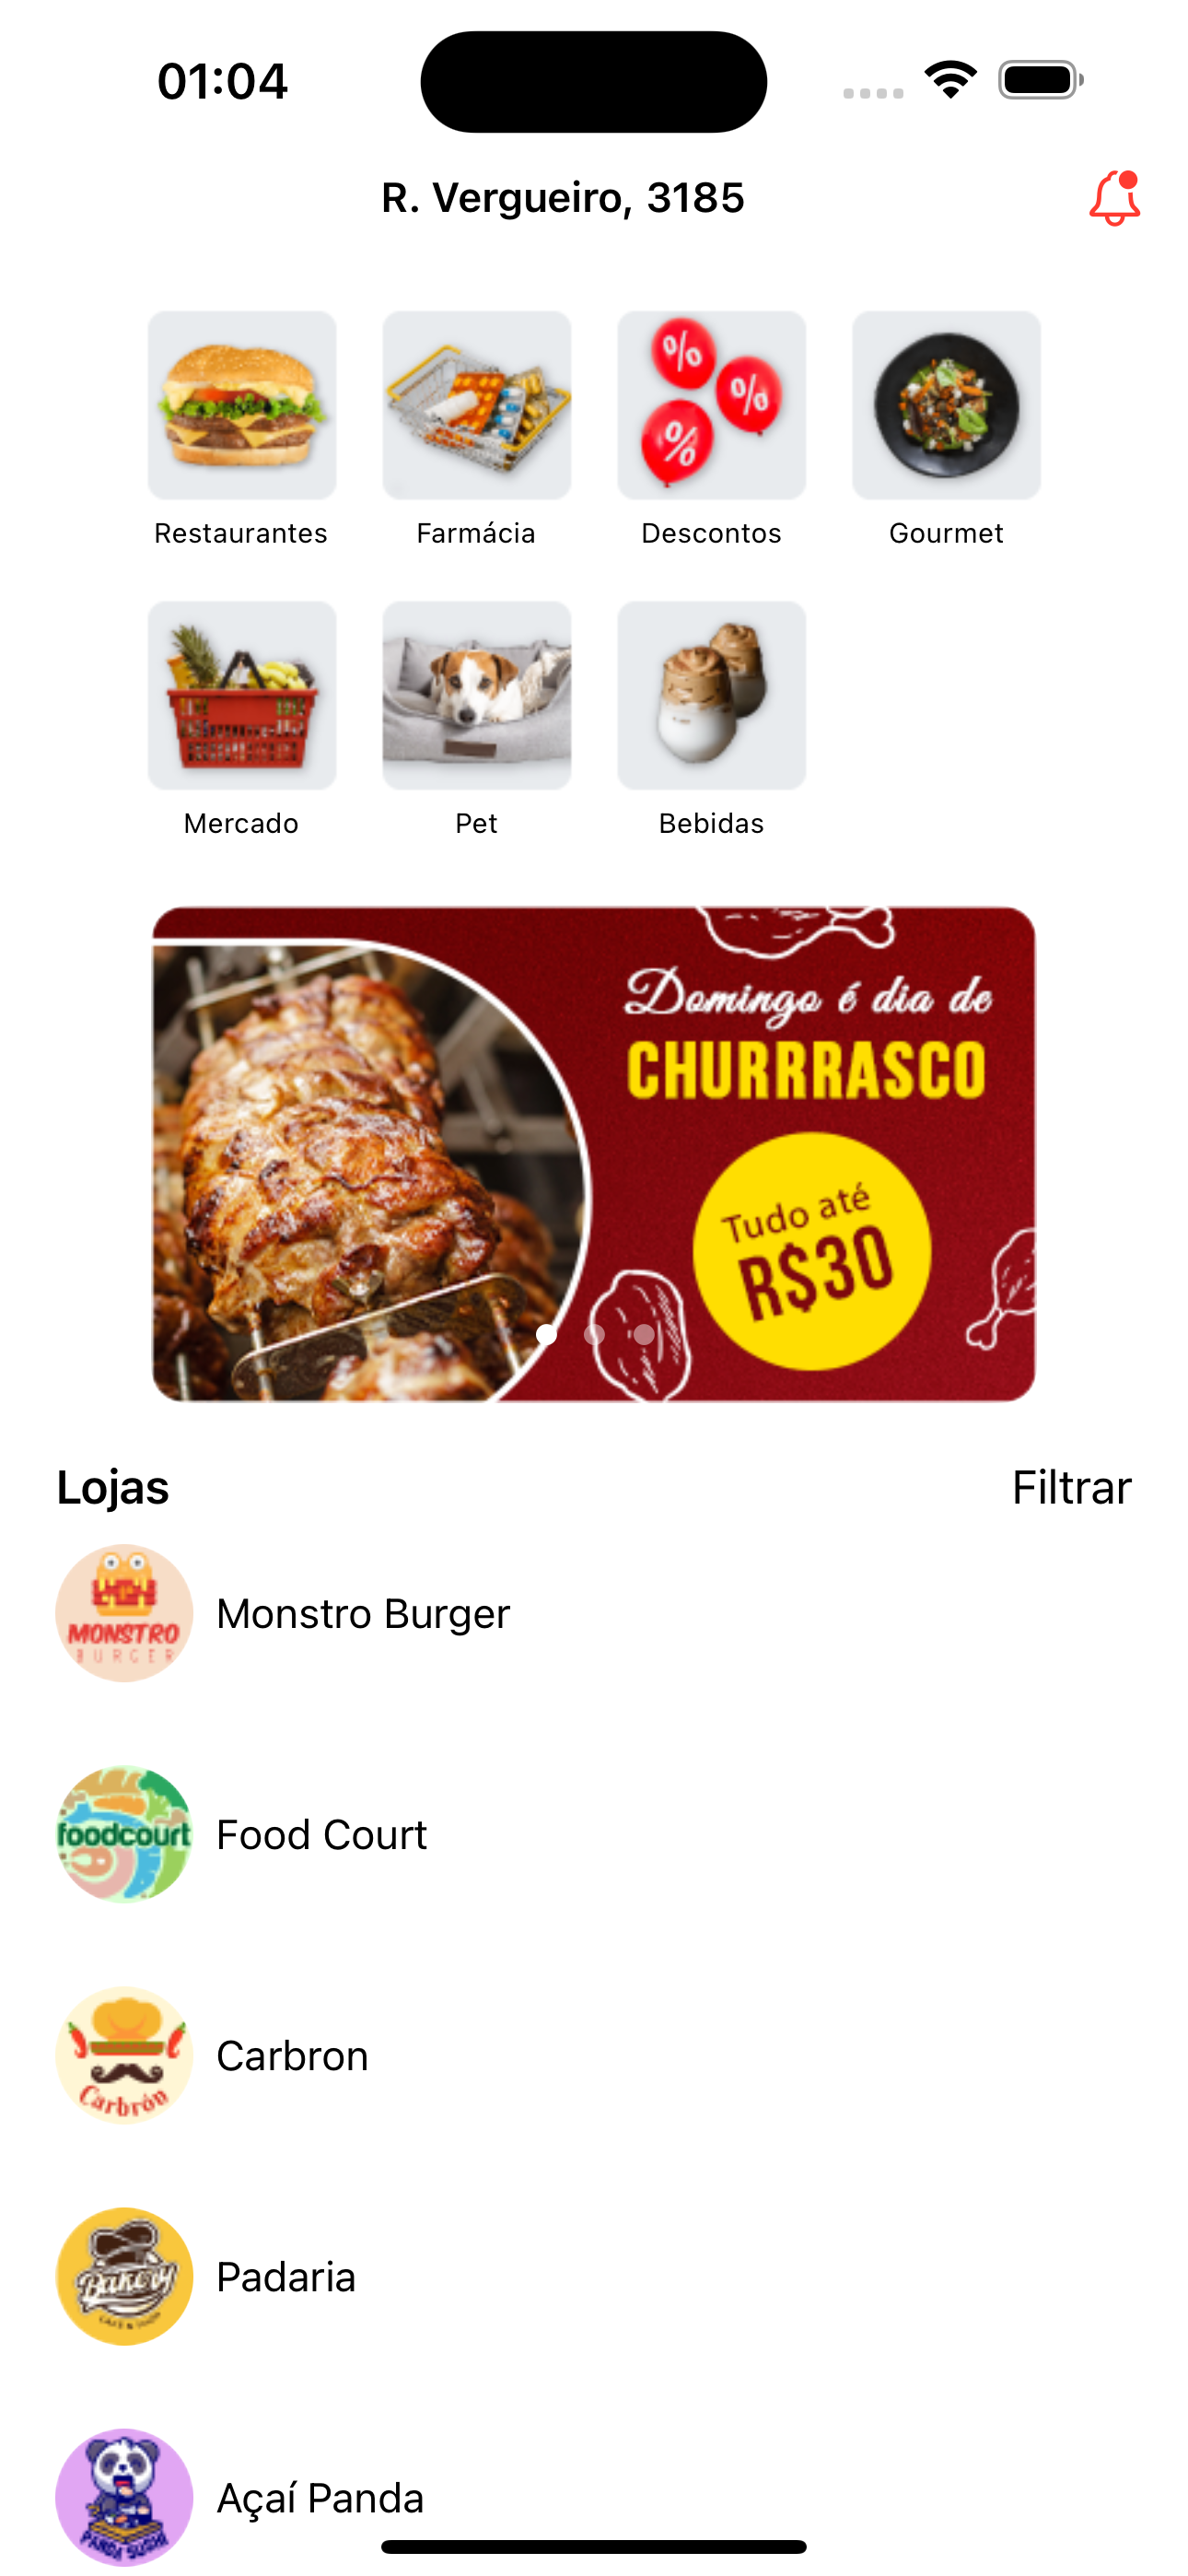 01:04
R. Vergueiro, 3185
% % %
Restaurantes Farmácia Descontos Gourmet
Mercado Pet Bebidas
Domingo é dia de
CHURRRASCO
Tudo até
R$30
Lojas Filtrar
MONSTRO
BURGER
Monstro Burger
foodcourt
Food Court
Carbrón
Carbron
Bakery
Padaria
PANDA SUSHI
Açaí Panda